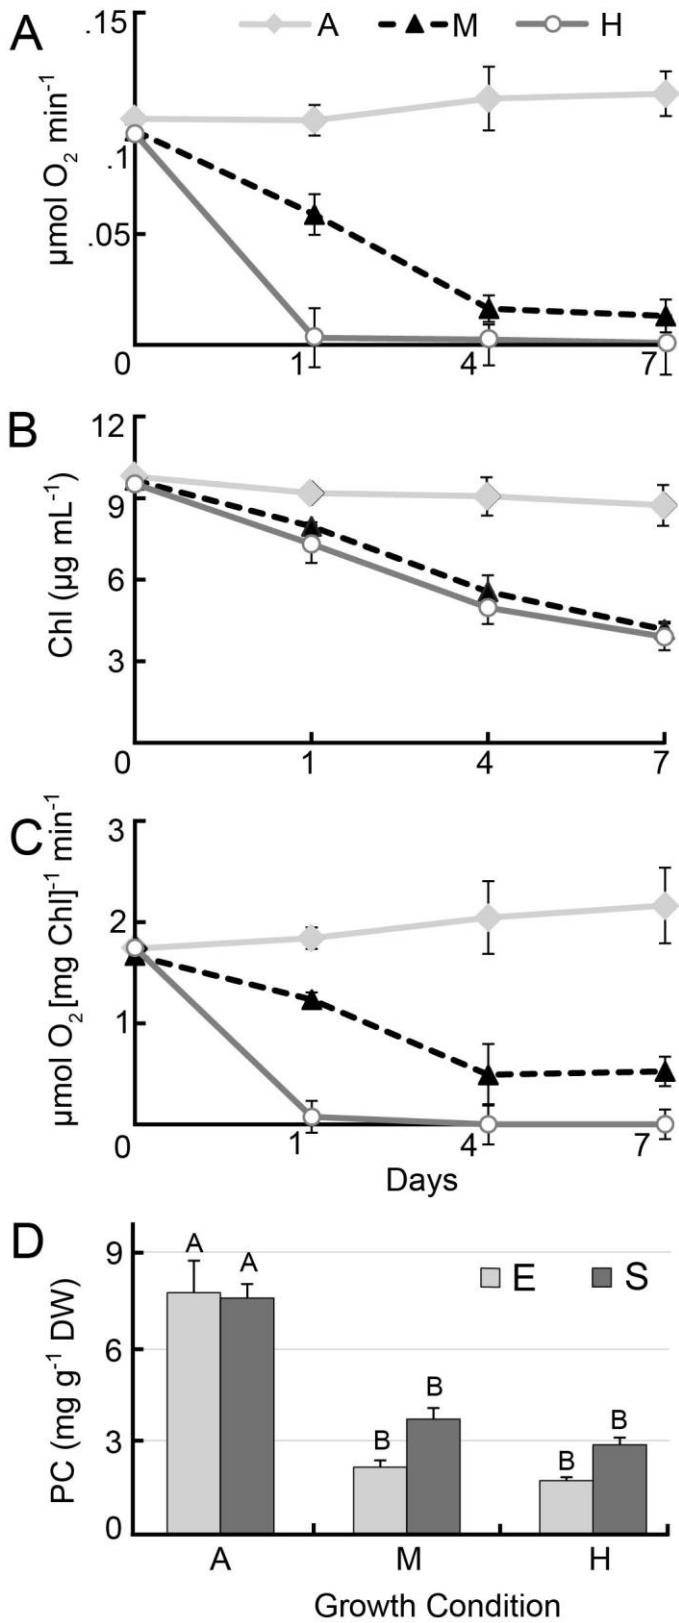 A
.15
A M H
µmol O₂ min⁻¹
.1
.05
0 1 4 7
B
12
Chl (µg mL⁻¹)
9
6
3
0 1 4 7
C
3
µmol O₂ [mg Chl]⁻¹ min⁻¹
2
1
0 1 4 7
Days
D
9
A A
E S
PC (mg g⁻¹ DW)
6
B B
B B
3
0
A M H
Growth Condition